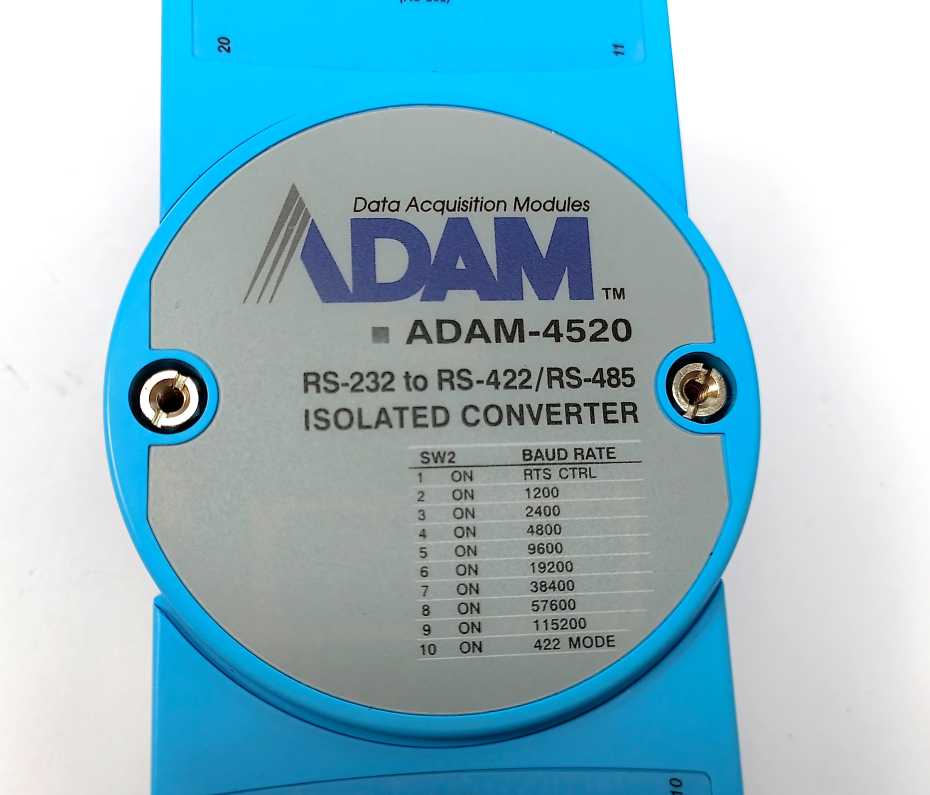 20
11
Data Acquisition Modules
ADAM TM
ADAM-4520
RS-232 to RS-422/RS-485
ISOLATED CONVERTER
SW2 BAUD RATE
1 ON RTS CTRL
2 ON 1200
3 ON 2400
4 ON 4800
5 ON 9600
6 ON 19200
7 ON 38400
8 ON 57600
9 ON 115200
10 ON 422 MODE
10